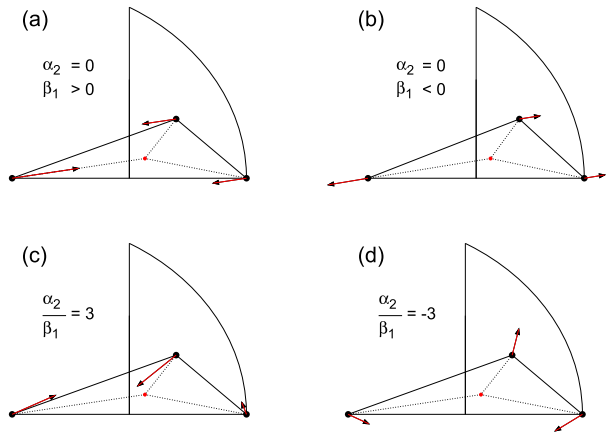 (a)
α2 = 0
β1 > 0
(b)
α2 = 0
β1 < 0
(c)
α2
β1
= 3
(d)
α2
β1
= -3